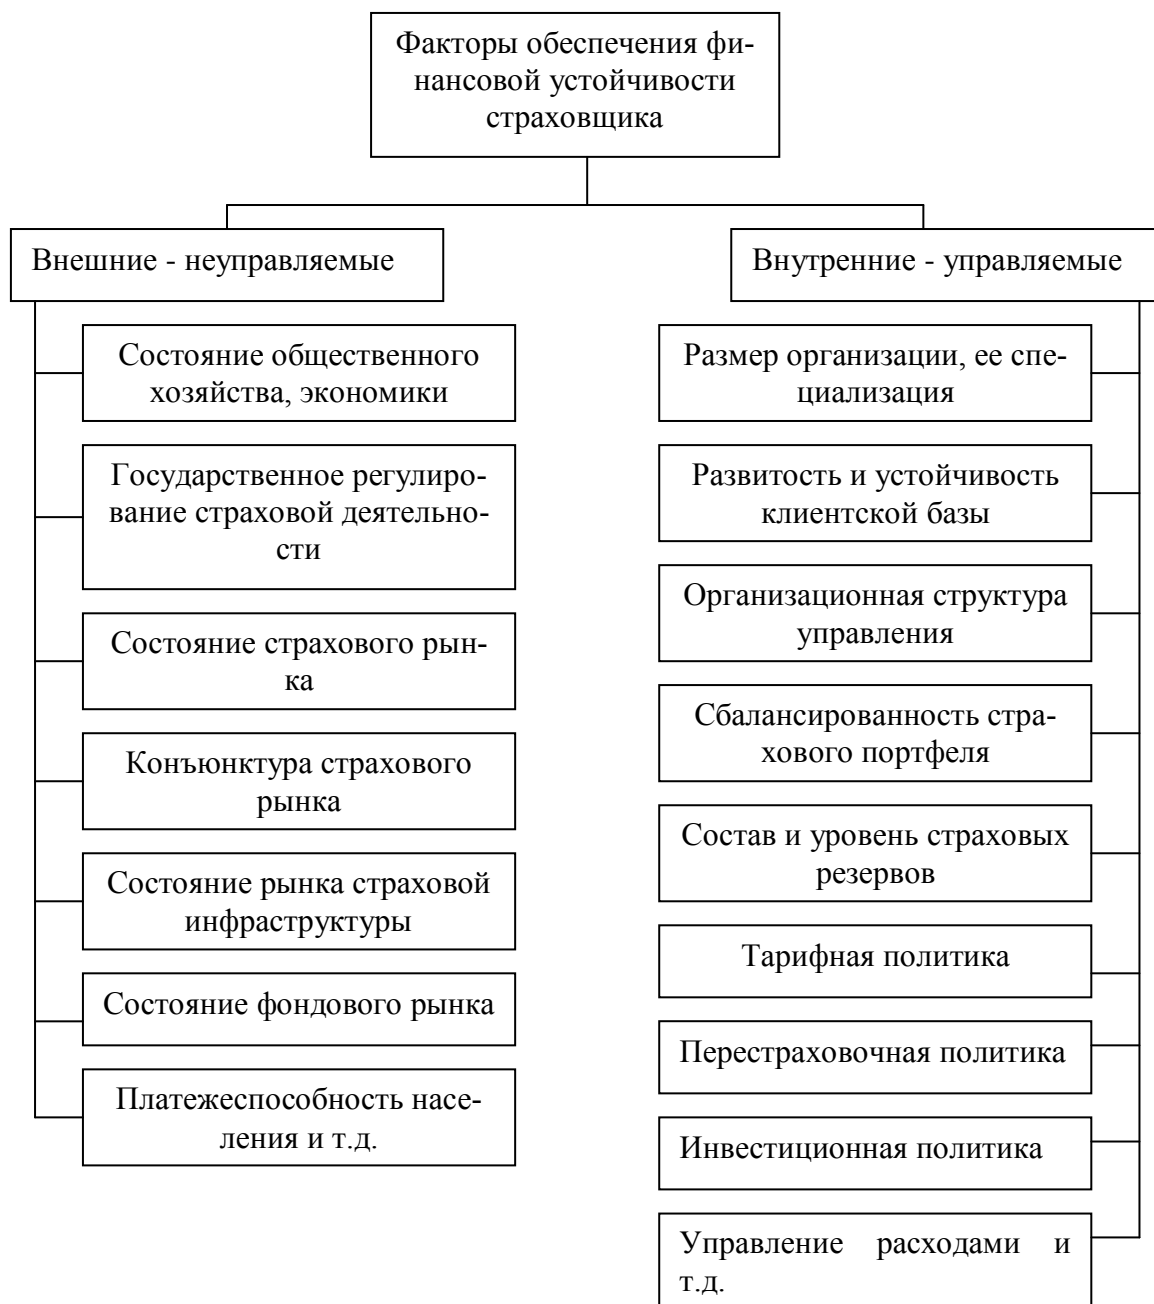 Факторы обеспечения фи-
нансовой устойчивости
страховщика
Внешние - неуправляемые
Состояние общественного
хозяйства, экономики
Государственное регулиро-
вание страховой деятельно-
сти
Состояние страхового рын-
ка
Конъюнктура страхового
рынка
Состояние рынка страховой
инфраструктуры
Состояние фондового рынка
Платежеспособность насе-
ления и т.д.
Внутренние - управляемые
Размер организации, ее спе-
циализация
Развитость и устойчивость
клиентской базы
Организационная структура
управления
Сбалансированность стра-
хового портфеля
Состав и уровень страховых
резервов
Тарифная политика
Перестраховочная политика
Инвестиционная политика
Управление расходами и
т.д.